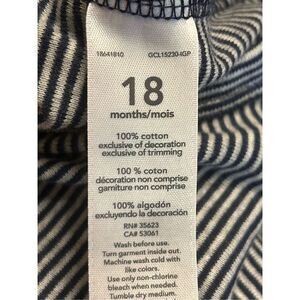 18641810 GCL15230-IGP
18
months/mois
100% cotton
exclusive of decoration
exclusive of trimming
100 % coton
décoration non comprise
garniture non comprise
100% algodón
excluyendo la decoración
RN# 35623
CA# 53061
Wash before use.
Turn garment inside out.
Machine wash cold with
like colors.
Use only non-chlorine
bleach when needed.
Tumble dry medium.